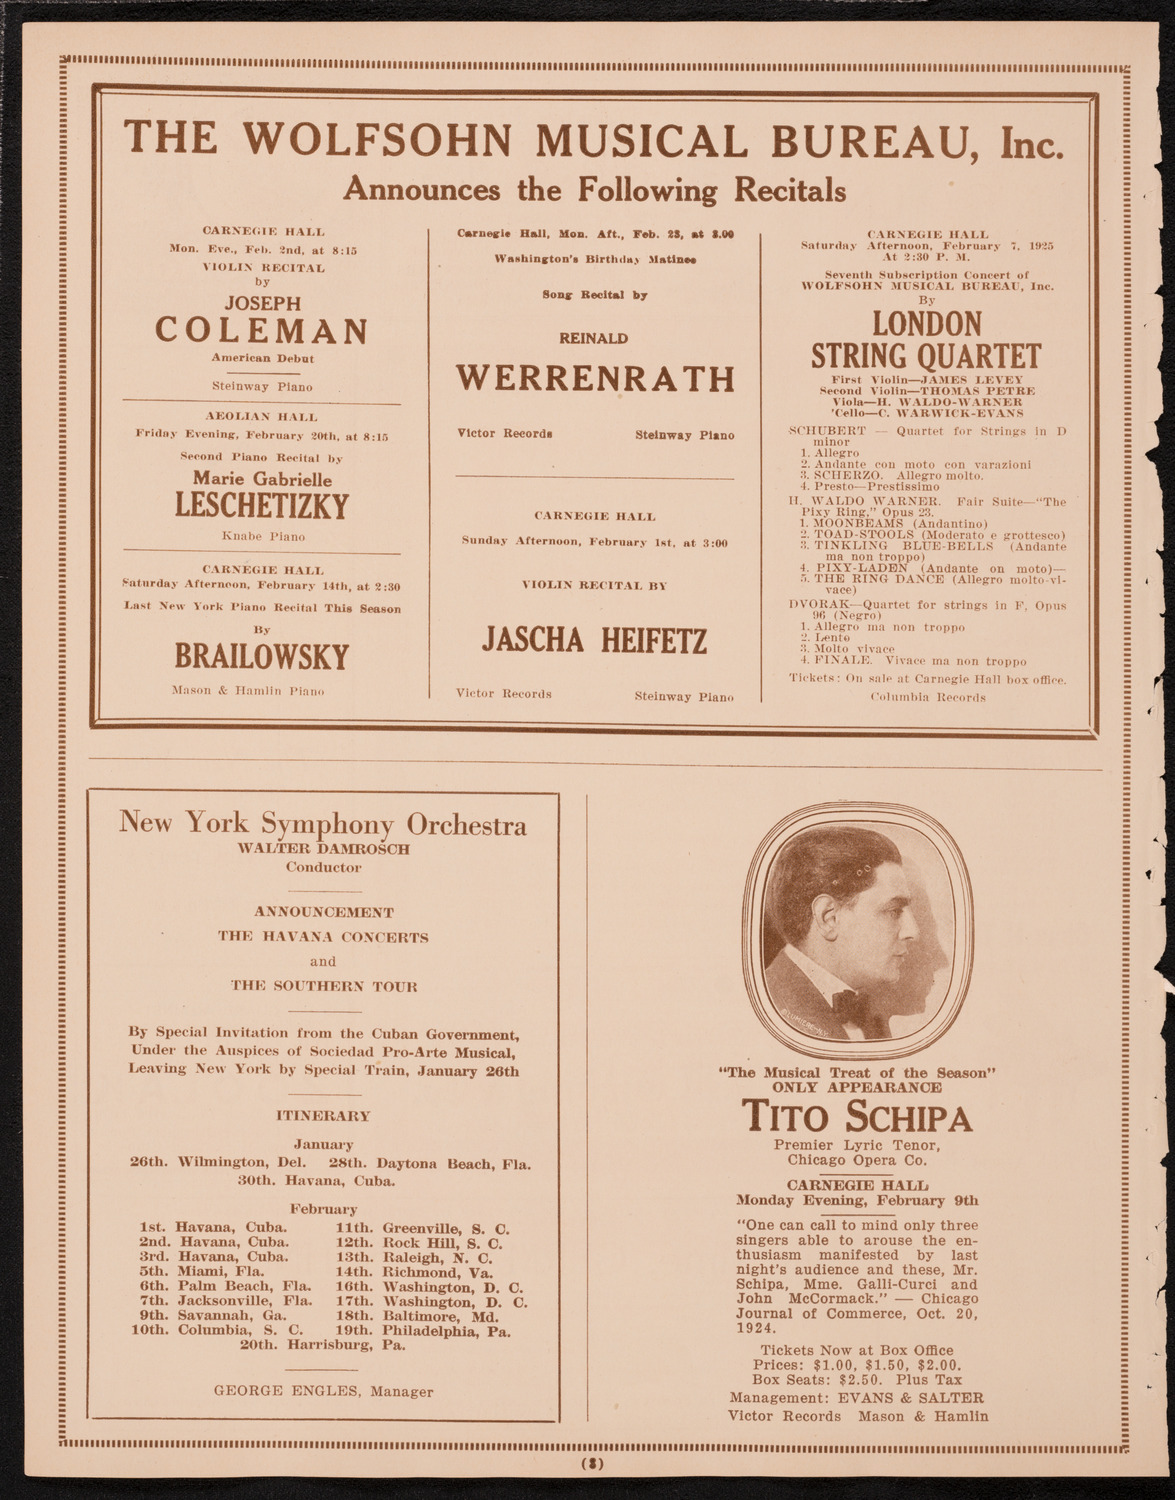 THE WOLFSOHN MUSICAL BUREAU, Inc.
Announces the Following Recitals
CARNEGIE HALL
Mon. Eve., Feb. 2nd, at 8:15
VIOLIN RECITAL
by
JOSEPH
COLEMAN
American Debut
Steinway Piano
AEOLIAN HALL
Friday Evening, February 20th, at 8:15
Second Piano Recital by
Marie Gabrielle
LESCHETIZKY
Knabe Piano
CARNEGIE HALL
Saturday Afternoon, February 14th, at 2:30
Last New York Piano Recital This Season
By
BRAILOWSKY
Mason & Hamlin Piano
Carnegie Hall, Mon. Aft., Feb. 23, at 3.00
Washington's Birthday Matinee
Song Recital by
REINALD
WERRENRATH
Victor Records Steinway Piano
CARNEGIE HALL
Sunday Afternoon, February 1st, at 3:00
VIOLIN RECITAL BY
JASCHA HEIFETZ
Victor Records Steinway Piano
CARNEGIE HALL
Saturday Afternoon, February 7, 1925
At 2:30 P. M.
Seventh Subscription Concert of
WOLFSOHN MUSICAL BUREAU, Inc.
By
LONDON
STRING QUARTET
First Violin—JAMES LEVEY
Second Violin—THOMAS PETRE
Viola—H. WALDO-WARNER
'Cello—C. WARWICK-EVANS
SCHUBERT — Quartet for Strings in D
minor
1. Allegro
2. Andante con moto con varazioni
3. SCHERZO. Allegro molto.
4. Presto—Prestissimo
H. WALDO WARNER. Fair Suite—"The
Pixy Ring," Opus 23.
1. MOONBEAMS (Andantino)
2. TOAD-STOOLS (Moderato e grottesco)
3. TINKLING BLUE-BELLS (Andante
ma non troppo)
4. PIXY-LADEN (Andante on moto)—
5. THE RING DANCE (Allegro molto-vi-
vace)
DVORAK—Quartet for strings in F, Opus
96 (Negro)
1. Allegro ma non troppo
2. Lento
3. Molto vivace
4. FINALE. Vivace ma non troppo
Tickets: On sale at Carnegie Hall box office.
Columbia Records
New York Symphony Orchestra
WALTER DAMROSCH
Conductor
ANNOUNCEMENT
THE HAVANA CONCERTS
and
THE SOUTHERN TOUR
By Special Invitation from the Cuban Government,
Under the Auspices of Sociedad Pro-Arte Musical,
Leaving New York by Special Train, January 26th
ITINERARY
January
26th. Wilmington, Del. 28th. Daytona Beach, Fla.
30th. Havana, Cuba.
February
1st. Havana, Cuba. 11th. Greenville, S. C.
2nd. Havana, Cuba. 12th. Rock Hill, S. C.
3rd. Havana, Cuba. 13th. Raleigh, N. C.
5th. Miami, Fla. 14th. Richmond, Va.
6th. Palm Beach, Fla. 16th. Washington, D. C.
7th. Jacksonville, Fla. 17th. Washington, D. C.
9th. Savannah, Ga. 18th. Baltimore, Md.
10th. Columbia, S. C. 19th. Philadelphia, Pa.
20th. Harrisburg, Pa.
GEORGE ENGLES, Manager
"The Musical Treat of the Season"
ONLY APPEARANCE
TITO SCHIPA
Premier Lyric Tenor,
Chicago Opera Co.
CARNEGIE HALL
Monday Evening, February 9th
"One can call to mind only three
singers able to arouse the en-
thusiasm manifested by last
night's audience and these, Mr.
Schipa, Mme. Galli-Curci and
John McCormack." — Chicago
Journal of Commerce, Oct. 20,
1924.
Tickets Now at Box Office
Prices: $1.00, $1.50, $2.00.
Box Seats: $2.50. Plus Tax
Management: EVANS & SALTER
Victor Records Mason & Hamlin